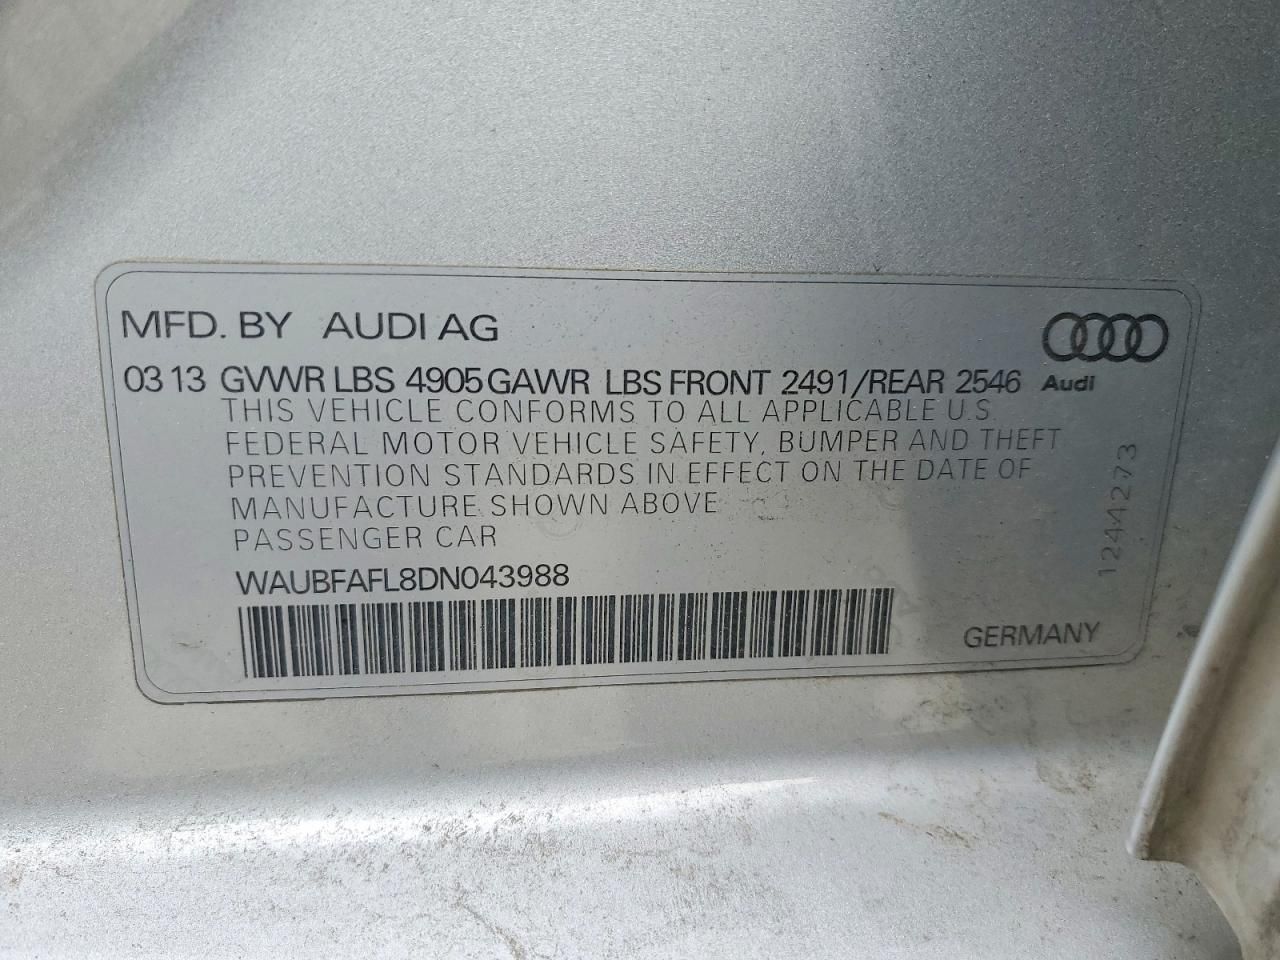 MFD. BY AUDI AG
03 13 GVWR LBS 4905 GAWR LBS FRONT 2491/REAR 2546
Audi
THIS VEHICLE CONFORMS TO ALL APPLICABLE U.S.
FEDERAL MOTOR VEHICLE SAFETY, BUMPER AND THEFT
PREVENTION STANDARDS IN EFFECT ON THE DATE OF
MANUFACTURE SHOWN ABOVE
PASSENGER CAR
WAUBFAFL8DN043988
GERMANY
1244273